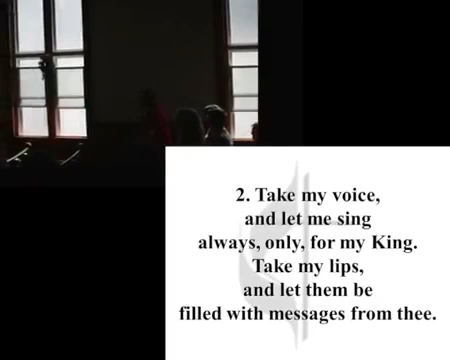 2. Take my voice,
and let me sing
always, only, for my King.
Take my lips,
and let them be
filled with messages from thee.